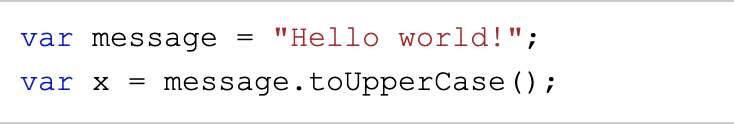 var message = "Hello world!";
var x = message.toUpperCase();